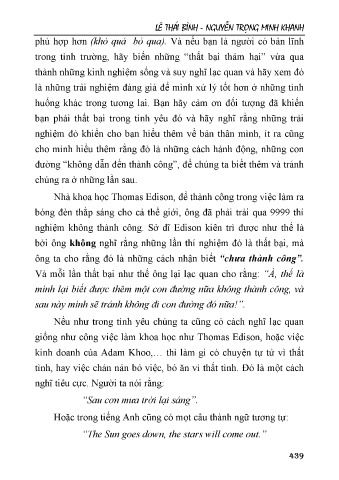 LÊ THÁI BÌNH - NGUYỄN TRỌNG MINH KHANH
phù hợp hơn (khỏ quả bỏ qua). Và nếu bạn là người có bản lĩnh
trong tình trường, hãy biến những “thất bại thảm hại” vừa qua
thành những kinh nghiệm sống và suy nghĩ lạc quan và hãy xem đó
là những trải nghiệm đáng giá để mình xử lý tốt hơn ở những tình
huống khác trong tương lai. Bạn hãy cảm ơn đối tượng đã khiến
bạn phải thất bại trong tình yêu đó và hãy nghĩ rằng những trải
nghiệm đó khiến cho bạn hiểu thêm về bản thân mình, ít ra cũng
cho mình hiểu thêm rằng đó là những cách hành động, những con
đường “không dẫn đến thành công”, để chúng ta biết thêm và tránh
chúng ra ở những lần sau.
Nhà khoa học Thomas Edison, để thành công trong việc làm ra
bóng đèn thắp sáng cho cả thế giới, ông đã phải trải qua 9999 thí
nghiệm không thành công. Sở dĩ Edison kiên trì được như thế là
bởi ông không nghĩ rằng những lần thí nghiệm đó là thất bại, mà
ông ta cho rằng đó là những cách nhận biết “chưa thành công”.
Và mỗi lần thất bại như thế ông lại lạc quan cho rằng: “À, thế là
mình lại biết được thêm một con đường nữa không thành công, và
sau này mình sẽ tránh không đi con đường đó nữa!”.
Nếu như trong tình yêu chúng ta cũng có cách nghĩ lạc quan
giống như công việc làm khoa học như Thomas Edison, hoặc việc
kinh doanh của Adam Khoo,… thì làm gì có chuyện tự tử vì thất
tình, hay việc chán nản bỏ việc, bỏ ăn vì thất tình. Đó là một cách
nghĩ tiêu cực. Người ta nói rằng:
“Sau cơn mưa trời lại sáng”.
Hoặc trong tiếng Anh cũng có một câu thành ngữ tương tự:
“The Sun goes down, the stars will come out.”
439